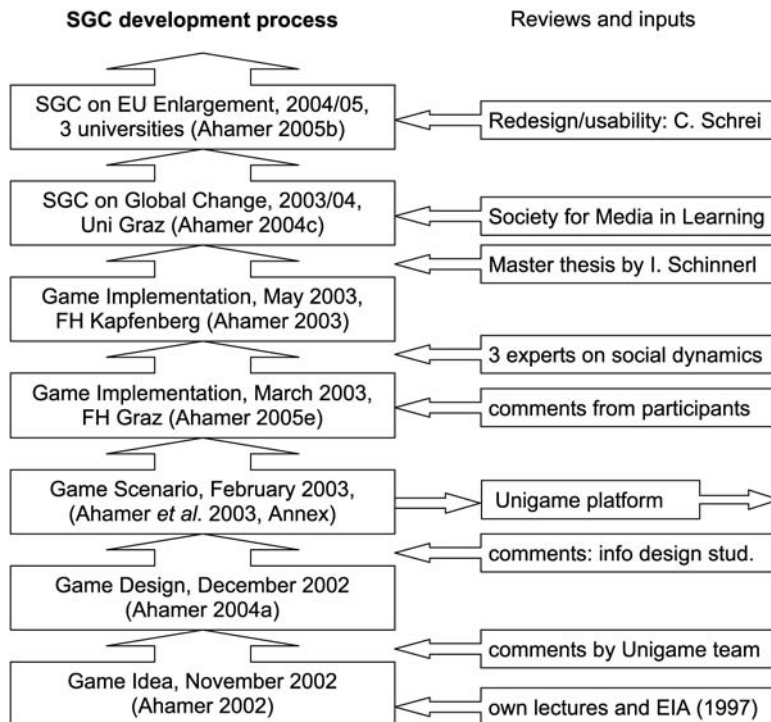 SGC development process
Reviews and inputs
SGC on EU Enlargement, 2004/05,
3 universities (Ahamer 2005b)
Redesign/usability: C. Schrei
SGC on Global Change, 2003/04,
Uni Graz (Ahamer 2004c)
Society for Media in Learning
Master thesis by I. Schinnerl
Game Implementation, May 2003,
FH Kapfenberg (Ahamer 2003)
3 experts on social dynamics
Game Implementation, March 2003,
FH Graz (Ahamer 2005e)
comments from participants
Game Scenario, February 2003,
(Ahamer et al. 2003, Annex)
Unigame platform
comments: info design stud.
Game Design, December 2002
(Ahamer 2004a)
comments by Unigame team
Game Idea, November 2002
(Ahamer 2002)
own lectures and EIA (1997)